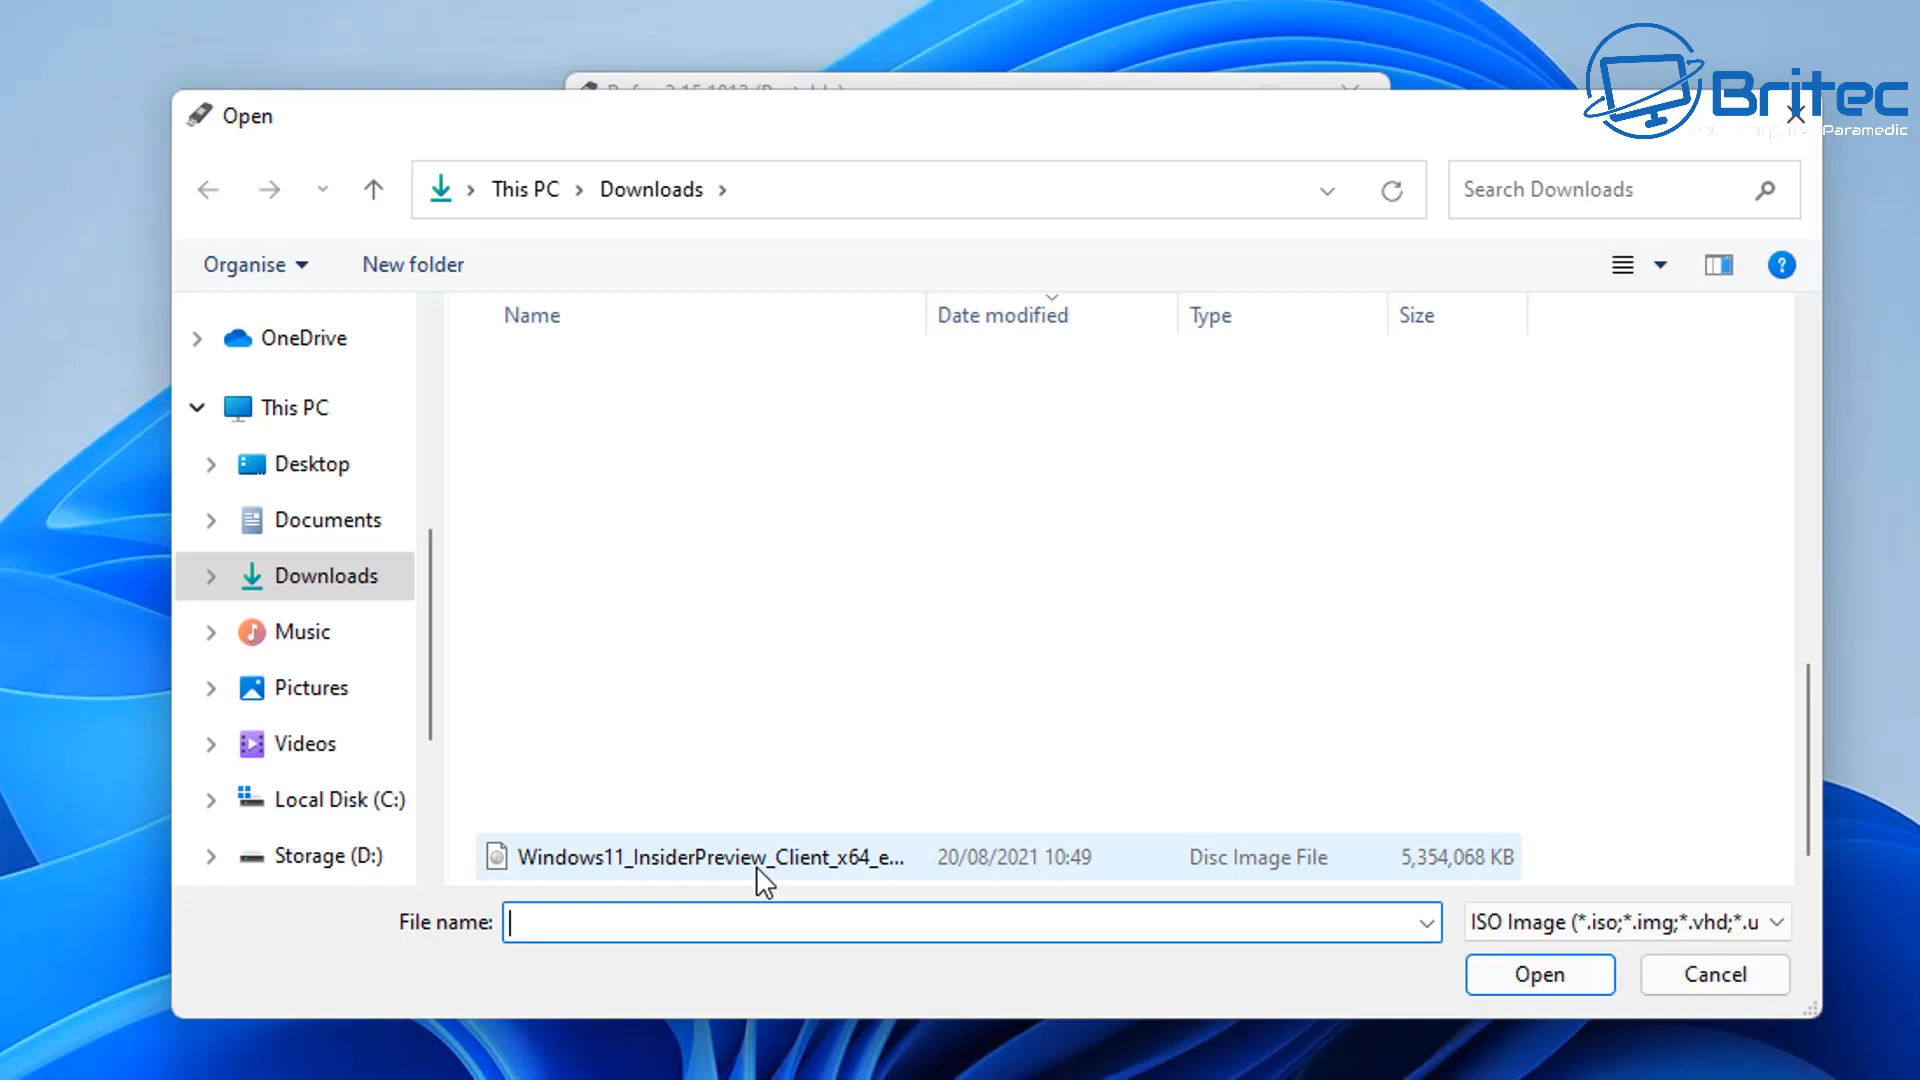 Britec
Paramedic
Open
This PC
Downloads
Search Downloads
Organise
New folder
Name
Date modified
Type
Size
OneDrive
This PC
Desktop
Documents
Downloads
Music
Pictures
Videos
Local Disk (C:)
Storage (D:)
Windows11_InsiderPreview_Client_x64_e... 20/08/2021 10:49 Disc Image File 5,354,068 KB
File name:
ISO Image (*.iso;*.img;*.vhd;*.u
Open
Cancel